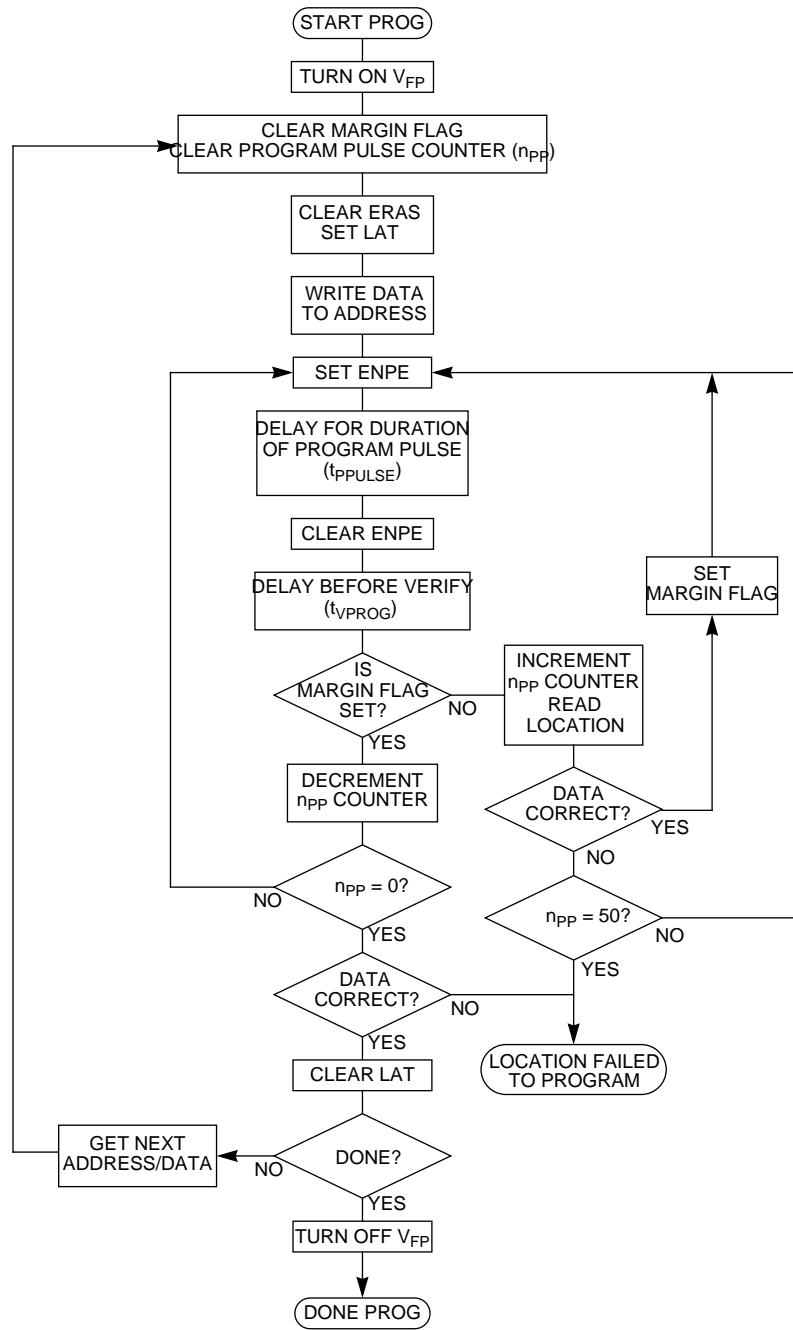 START PROG
TURN ON VFP
CLEAR MARGIN FLAG
CLEAR PROGRAM PULSE COUNTER (nPP)
CLEAR ERAS
SET LAT
WRITE DATA
TO ADDRESS
SET ENPE
DELAY FOR DURATION
OF PROGRAM PULSE
(tPPULSE)
CLEAR ENPE
DELAY BEFORE VERIFY
(tVPROG)
SET
MARGIN FLAG
IS
MARGIN FLAG
SET?
NO
YES
INCREMENT
nPP COUNTER
READ
LOCATION
DECREMENT
nPP COUNTER
DATA
CORRECT?
YES
NO
nPP = 0?
NO
YES
nPP = 50?
NO
YES
DATA
CORRECT?
NO
YES
LOCATION FAILED
TO PROGRAM
CLEAR LAT
GET NEXT
ADDRESS/DATA
NO
DONE?
YES
TURN OFF VFP
DONE PROG